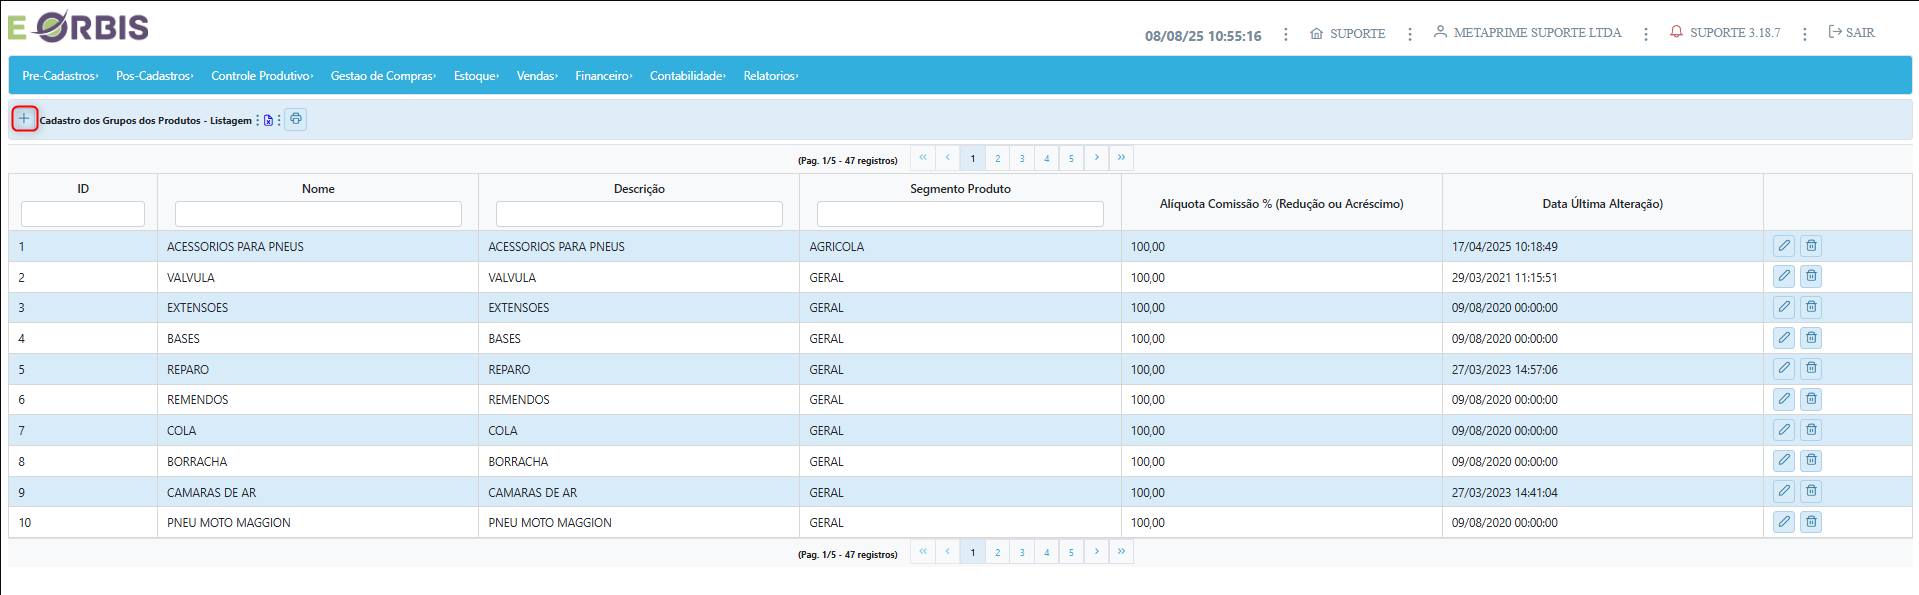 E ORBIS
08/08/25 10:55:16 SUPORTE METAPRIME SUPORTE LTDA SUPORTE 3.18.7 SAIR
Pre-Cadastros› Pos-Cadastros› Controle Produtivo› Gestao de Compras› Estoque› Vendas› Financeiro› Contabilidade› Relatorios›
+ Cadastro dos Grupos dos Produtos - Listagem
(Pag. 1/5 - 47 registros) « ‹ 1 2 3 4 5 › »
ID Nome Descrição Segmento Produto Alíquota Comissão % (Redução ou Acréscimo) Data Última Alteração)
1 ACESSORIOS PARA PNEUS ACESSORIOS PARA PNEUS AGRICOLA 100,00 17/04/2025 10:18:49
2 VALVULA VALVULA GERAL 100,00 29/03/2021 11:15:51
3 EXTENSOES EXTENSOES GERAL 100,00 09/08/2020 00:00:00
4 BASES BASES GERAL 100,00 09/08/2020 00:00:00
5 REPARO REPARO GERAL 100,00 27/03/2023 14:57:06
6 REMENDOS REMENDOS GERAL 100,00 09/08/2020 00:00:00
7 COLA COLA GERAL 100,00 09/08/2020 00:00:00
8 BORRACHA BORRACHA GERAL 100,00 09/08/2020 00:00:00
9 CAMARAS DE AR CAMARAS DE AR GERAL 100,00 27/03/2023 14:41:04
10 PNEU MOTO MAGGION PNEU MOTO MAGGION GERAL 100,00 09/08/2020 00:00:00
(Pag. 1/5 - 47 registros) « ‹ 1 2 3 4 5 › »